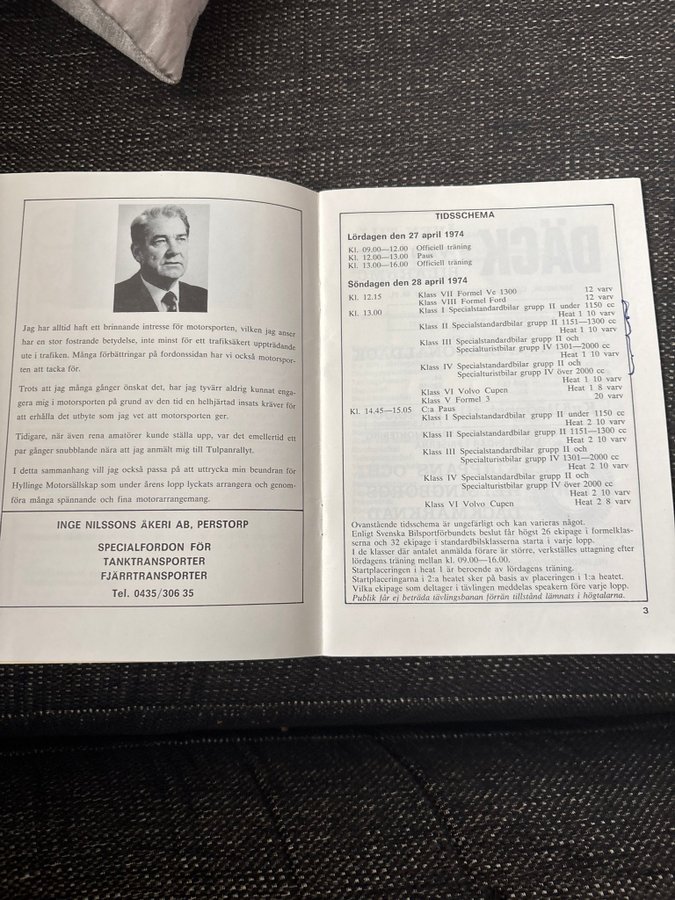 Jag har alltid haft ett brinnande intresse för motorsporten, vilken jag anser
har en stor fostrande betydelse, inte minst för ett trafiksäkert uppträdande
ute i trafiken. Många förbättringar på fordonssidan har vi också motorspor-
ten att tacka för.
Trots att jag många gånger önskat det, har jag tyvärr aldrig kunnat enga-
gera mig i motorsporten på grund av den tid en helhjärtad insats kräver för
att erhålla det utbyte som jag vet att motorsporten ger.
Tidigare, när även rena amatörer kunde ställa upp, var det emellertid ett
par gånger snubblande nära att jag anmält mig till Tulpanrallyt.
I detta sammanhang vill jag också passa på att uttrycka min beundran för
Hyllinge Motorsällskap som under årens lopp lyckats arrangera och genom-
föra många spännande och fina motorarrangemang.
INGE NILSSONS ÅKERI AB, PERSTORP
SPECIALFORDON FÖR
TANKTRANSPORTER
FJÄRRTRANSPORTER
Tel. 0435/306 35
TIDSSCHEMA
Lördagen den 27 april 1974
Kl. 09.00—12.00 Officiell träning
Kl. 12.00—13.00 Paus
Kl. 13.00—16.00 Officiell träning
Söndagen den 28 april 1974
Kl. 12.15 Klass VII Formel Ve 1300 12 varv
Klass VIII Formel Ford 12 varv
Kl. 13.00 Klass I Specialstandardbilar grupp II under 1150 cc
Heat 1 10 varv
Klass II Specialstandardbilar grupp II 1151—1300 cc
Heat 1 10 varv
Klass III Specialstandardbilar grupp II och
Specialturistbilar grupp IV 1301—2000 cc
Heat 1 10 varv
Klass IV Specialstandardbilar grupp II och
Specialturistbilar grupp IV över 2000 cc
Heat 1 10 varv
Klass VI Volvo Cupen Heat 1 8 varv
Klass V Formel 3 20 varv
Kl. 14.45—15.05 C:a Paus
Klass I Specialstandardbilar grupp II under 1150 cc
Heat 2 10 varv
Klass II Specialstandardbilar grupp II 1151—1300 cc
Heat 2 10 varv
Klass III Specialstandardbilar grupp II och
Specialturistbilar grupp IV 1301—2000 cc
Heat 2 10 varv
Klass IV Specialstandardbilar grupp II och
Specialturistbilar grupp IV över 2000 cc
Heat 2 10 varv
Klass VI Volvo Cupen Heat 2 8 varv
Ovanstående tidsschema är ungefärligt och kan varieras något.
Enligt Svenska Bilsportförbundets beslut får högst 26 ekipage i formelklas-
serna och 32 ekipage i standardbilsklasserna starta i varje lopp.
I de klasser där antalet anmälda förare är större, verkställes uttagning efter
lördagens träning mellan kl. 09.00—16.00.
Startplaceringen i heat 1 är beroende av lördagens träning.
Startplaceringarna i 2:a heatet sker på basis av placeringen i 1:a heatet.
Vilka ekipage som deltager i tävlingen meddelas speakern före varje lopp.
Publik får ej beträda tävlingsbanan förrän tillstånd lämnats i högtalarna.
3